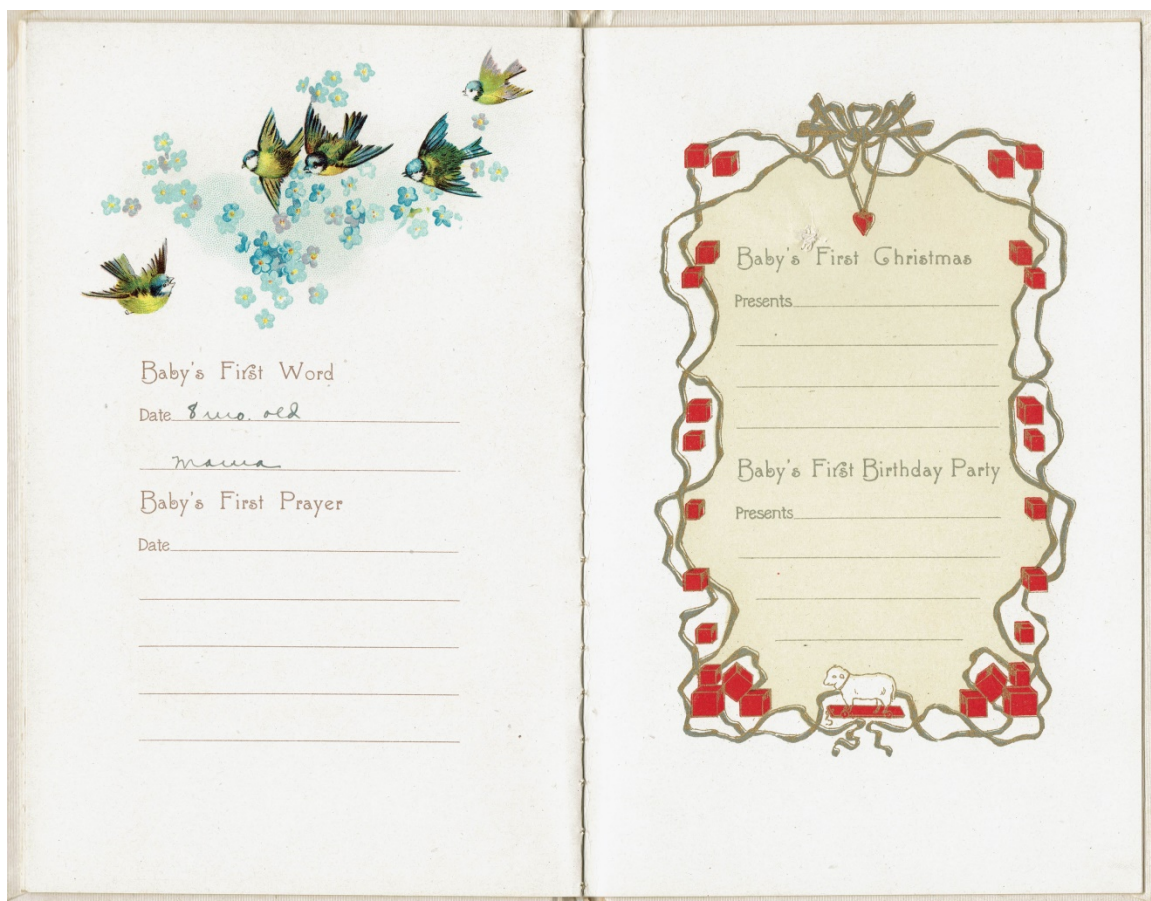 Baby's First Word
Date 8 mo. old
mama
Baby's First Prayer
Date
Baby's First Christmas
Presents
Baby's First Birthday Party
Presents